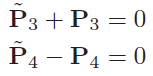 P̃₃ + P₃ = 0
P̃₄ − P₄ = 0